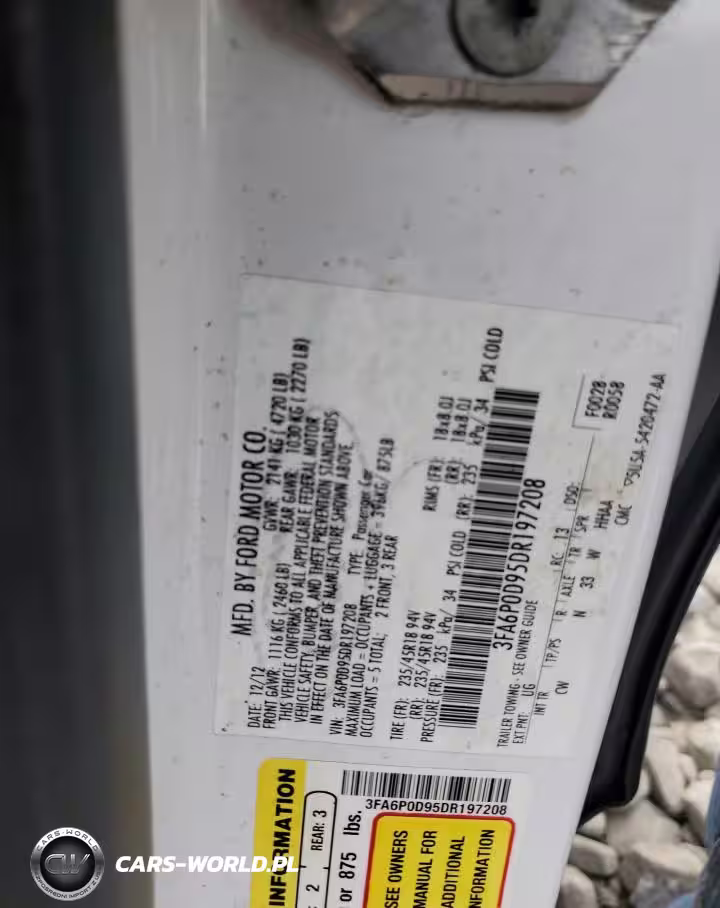 MFD. BY FORD MOTOR CO.
DATE: 12/12 GVWR: 2141 KG ( 4720 LB)
FRONT GAWR: 1116 KG ( 2460 LB) REAR GAWR: 1030 KG ( 2270 LB)
THIS VEHICLE CONFORMS TO ALL APPLICABLE FEDERAL MOTOR
VEHICLE SAFETY, BUMPER, AND THEFT PREVENTION STANDARDS
IN EFFECT ON THE DATE OF MANUFACTURE SHOWN ABOVE.
VIN: 3FA6P0D95DR197208 TYPE: Passenger Car
MAXIMUM LOAD = OCCUPANTS + LUGGAGE = 396KG/ 875LB
OCCUPANTS = 5 TOTAL; 2 FRONT, 3 REAR
TIRE (FR): 235/45R18 94V RIMS (FR): 18x8.0J
(RR): 235/45R18 94V (RR): 18x8.0J
PRESSURE (FR): 235 kPa/ 34 PSI COLD (RR): 235 kPa/ 34 PSI COLD
3FA6P0D95DR197208
TRAILER TOWING - SEE OWNER GUIDE
EXT PNT: UG RC: 13 DSO: F0028
INT TR TP/PS R AXLE TR SPR R0058
CW N 33 W HHAA
CMC 5U5A-5420472-AA
INFORMATION
2 REAR: 3
or 875 lbs.
3FA6P0D95DR197208
SEE OWNERS
MANUAL FOR
ADDITIONAL
INFORMATION
CARS-WORLD
CW
CARS-WORLD.PL